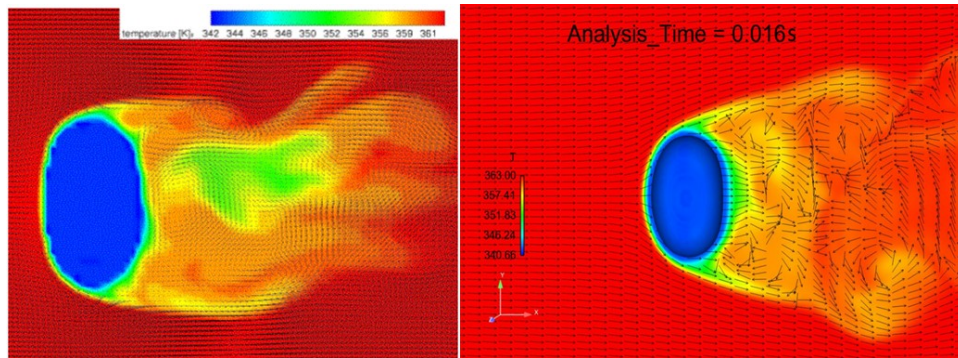 temperature [K]
342 344 346 348 350 352 354 356 359 361
Analysis_Time = 0.016s
T
363.00
357.41
351.83
346.24
340.66
Y
Z
X